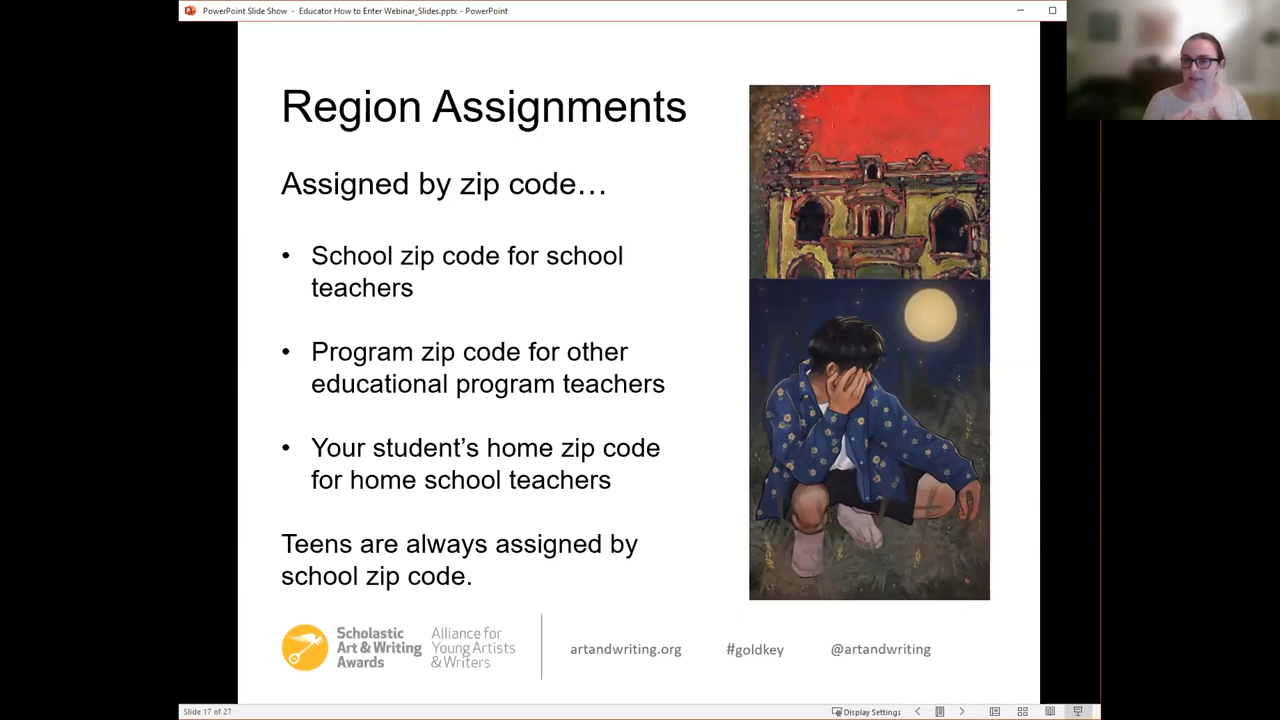 PowerPoint Slide Show - Educator How to Enter Webinar_Slides.pptx - PowerPoint
Region Assignments
Assigned by zip code…
• School zip code for school
teachers
• Program zip code for other
educational program teachers
• Your student’s home zip code
for home school teachers
Teens are always assigned by
school zip code.
Scholastic
Art & Writing
Awards
Alliance for
Young Artists
& Writers
artandwriting.org
#goldkey
@artandwriting
Slide 17 of 27
Display Settings